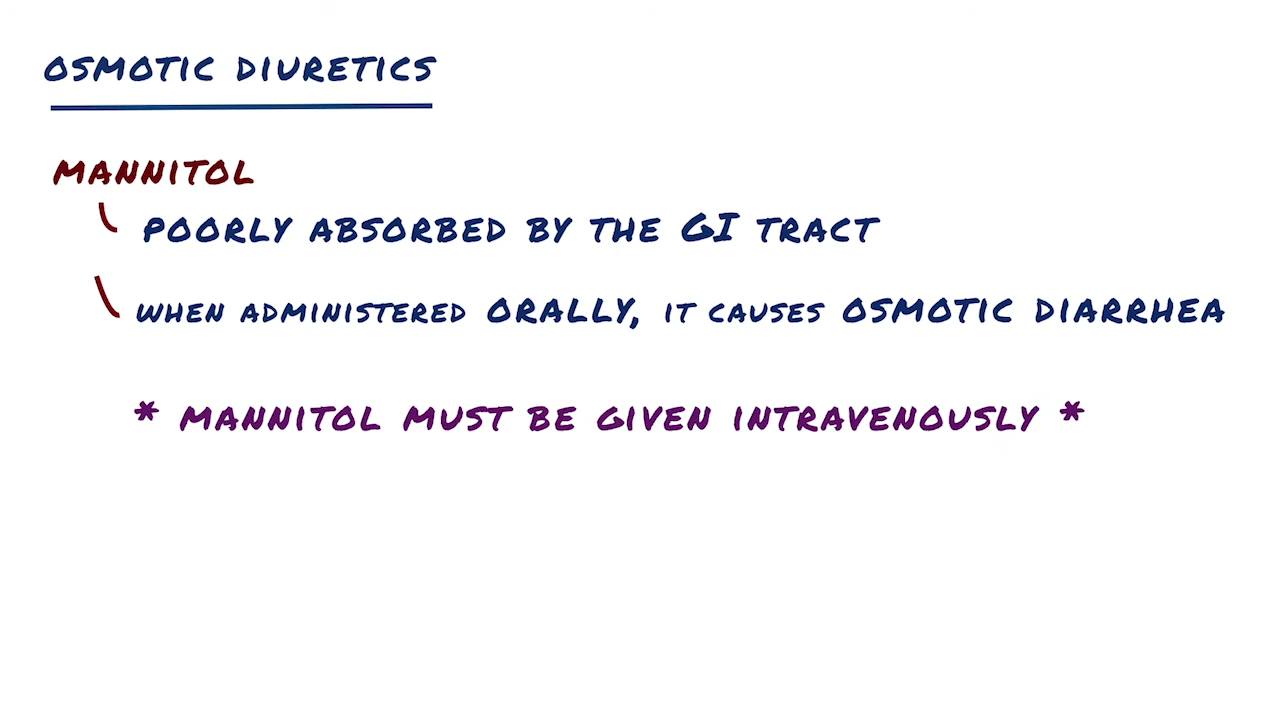 OSMOTIC DIURETICS
MANNITOL
POORLY ABSORBED BY THE GI TRACT
WHEN ADMINISTERED ORALLY, IT CAUSES OSMOTIC DIARRHEA
* MANNITOL MUST BE GIVEN INTRAVENOUSLY *